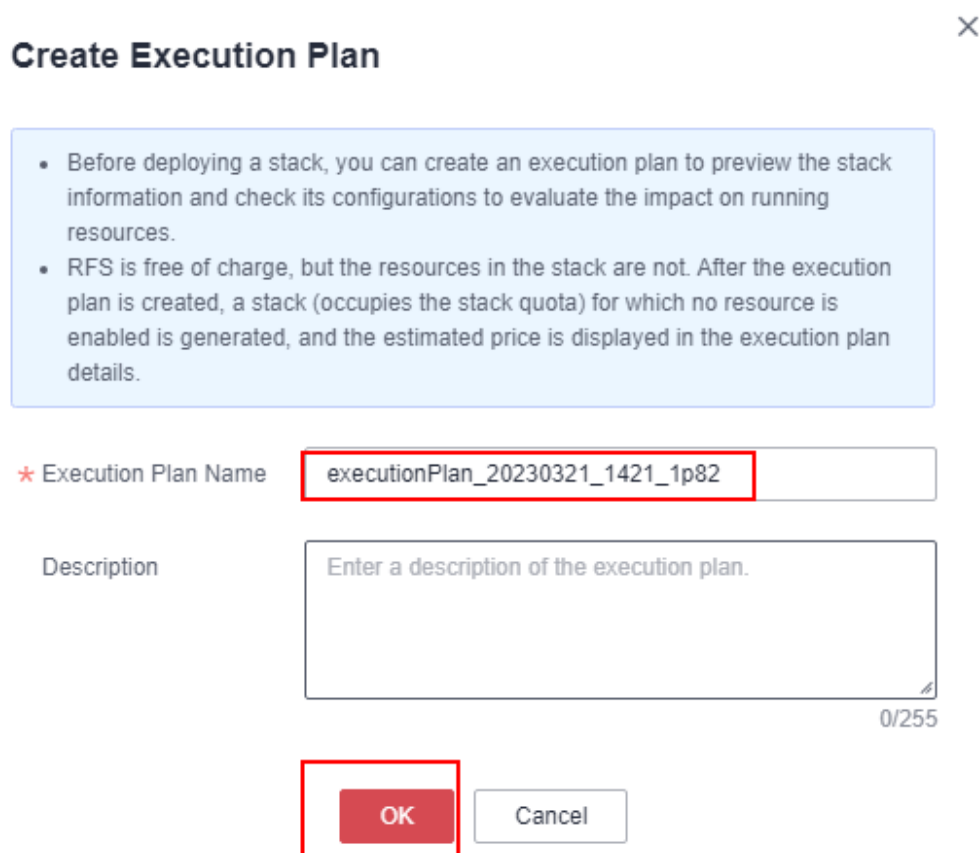 Create Execution Plan
• Before deploying a stack, you can create an execution plan to preview the stack
information and check its configurations to evaluate the impact on running
resources.
• RFS is free of charge, but the resources in the stack are not. After the execution
plan is created, a stack (occupies the stack quota) for which no resource is
enabled is generated, and the estimated price is displayed in the execution plan
details.
* Execution Plan Name executionPlan_20230321_1421_1p82
Description Enter a description of the execution plan.
0/255
OK Cancel